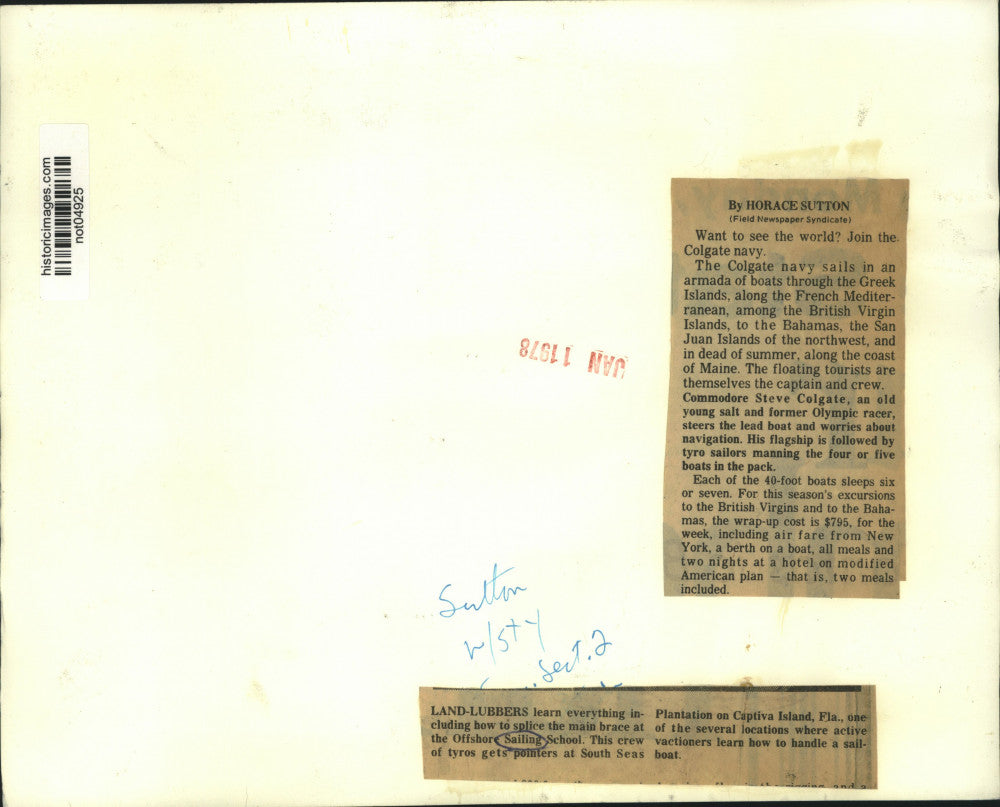 historicimages.com
not04925
By HORACE SUTTON
(Field Newspaper Syndicate)
Want to see the world? Join the
Colgate navy.
The Colgate navy sails in an
armada of boats through the Greek
Islands, along the French Mediter-
ranean, among the British Virgin
Islands, to the Bahamas, the San
Juan Islands of the northwest, and
in dead of summer, along the coast
of Maine. The floating tourists are
themselves the captain and crew.
Commodore Steve Colgate, an old
young salt and former Olympic racer,
steers the lead boat and worries about
navigation. His flagship is followed by
tyro sailors manning the four or five
boats in the pack.
Each of the 40-foot boats sleeps six
or seven. For this season's excursions
to the British Virgins and to the Baha-
mas, the wrap-up cost is $795, for the
week, including air fare from New
York, a berth on a boat, all meals and
two nights at a hotel on modified
American plan — that is, two meals
included.
JAN 1 1978
Sutton
w/sty
Sect. 2
LAND-LUBBERS learn everything in-
cluding how to splice the main brace at
the Offshore Sailing School. This crew
of tyros gets pointers at South Seas
Plantation on Captiva Island, Fla., one
of the several locations where active
vactioners learn how to handle a sail-
boat.